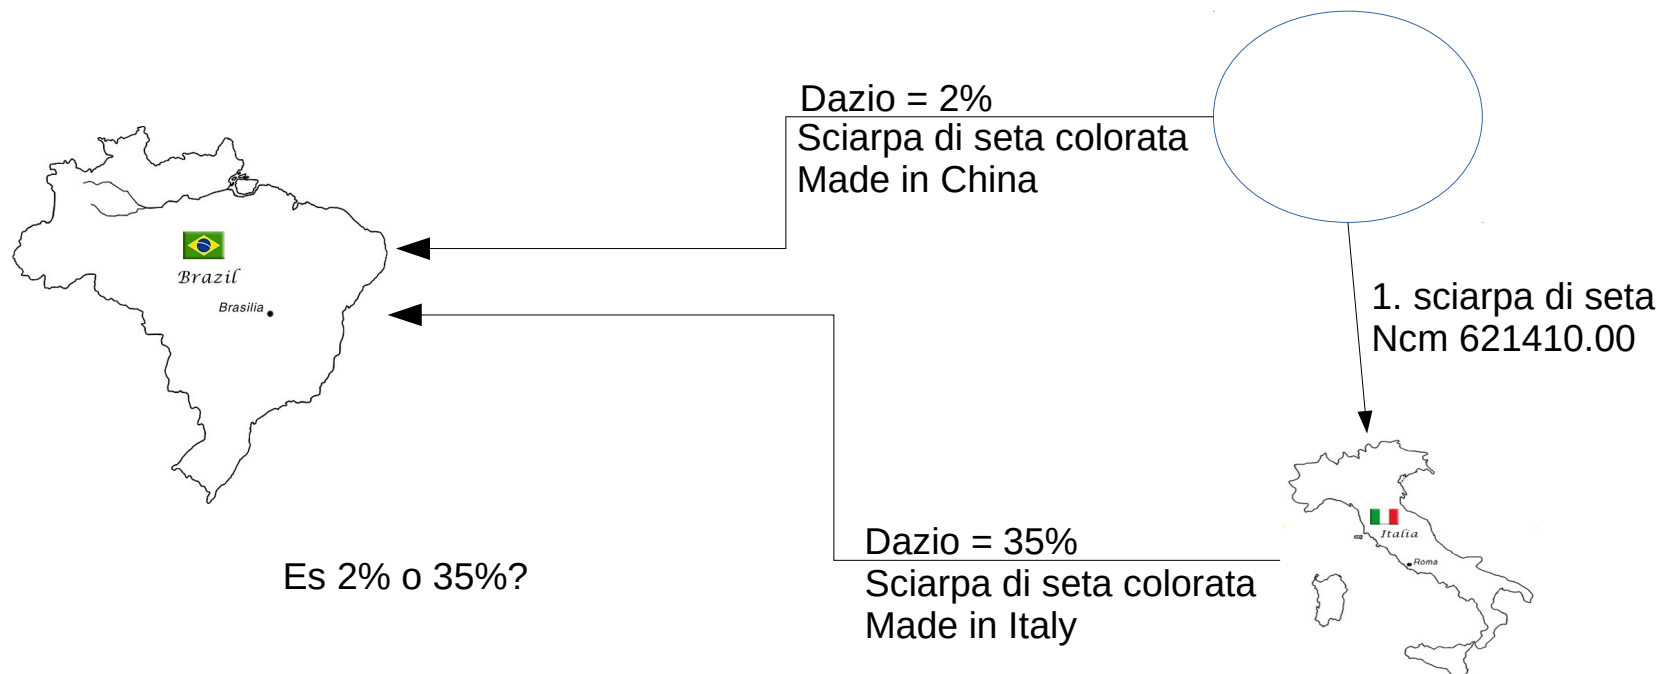 Dazio = 2%
Sciarpa di seta colorata
Made in China
Brazil
Brasilia
1. sciarpa di seta
Ncm 621410.00
Italia
Roma
Dazio = 35%
Sciarpa di seta colorata
Made in Italy
Es 2% o 35%?